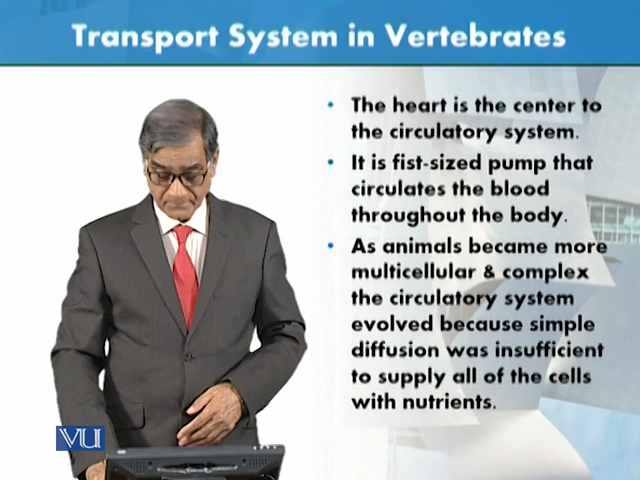 Transport System in Vertebrates
• The heart is the center to
the circulatory system.
• It is fist-sized pump that
circulates the blood
throughout the body.
• As animals became more
multicellular & complex
the circulatory system
evolved because simple
diffusion was insufficient
to supply all of the cells
with nutrients.
VU